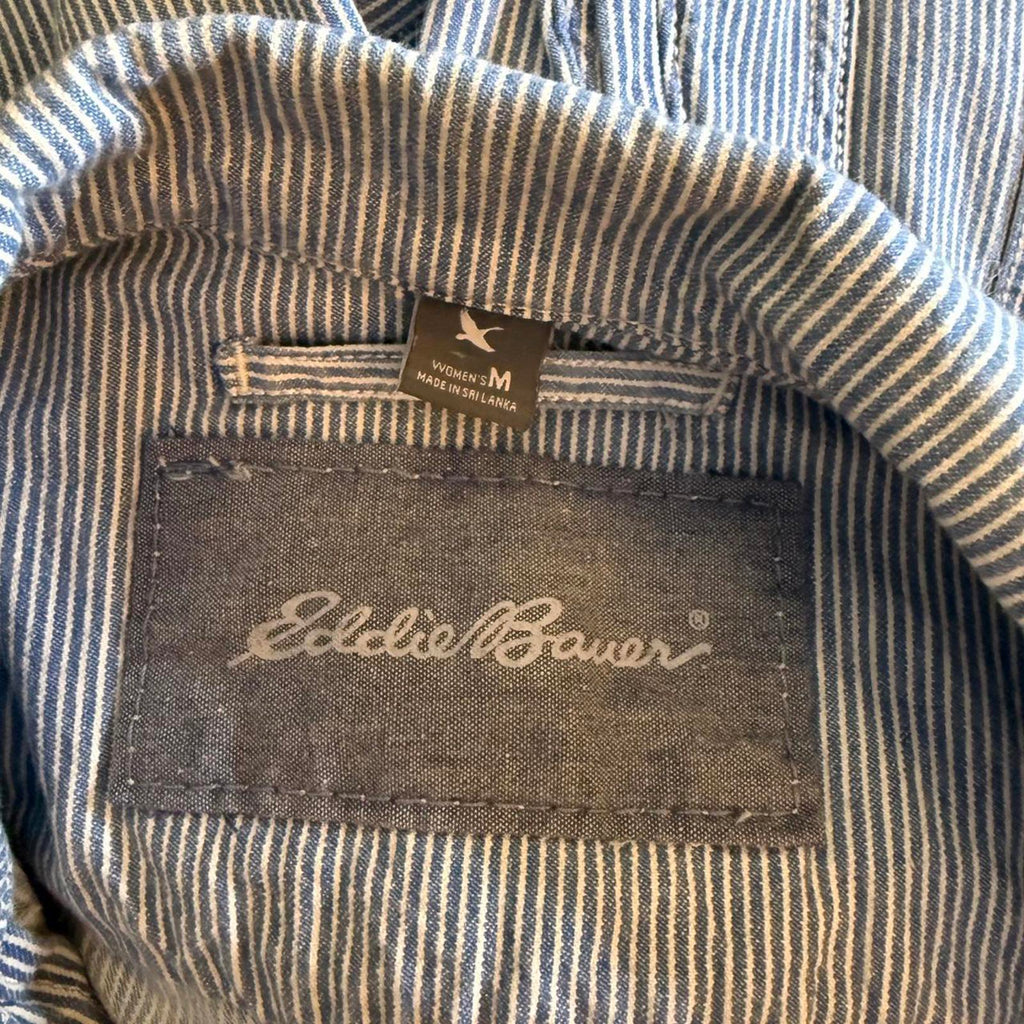 WOMEN'S M
MADE IN SRI LANKA
Eddie Bauer ®